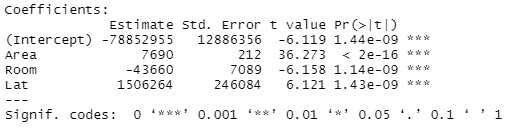 Coefficients:
Estimate Std. Error t value Pr(>|t|)
(Intercept) -78852955 12886356 -6.119 1.44e-09 ***
Area 7690 212 36.273 < 2e-16 ***
Room -43660 7089 -6.158 1.14e-09 ***
Lat 1506264 246084 6.121 1.43e-09 ***
---
Signif. codes: 0 ‘***’ 0.001 ‘**’ 0.01 ‘*’ 0.05 ‘.’ 0.1 ‘ ’ 1